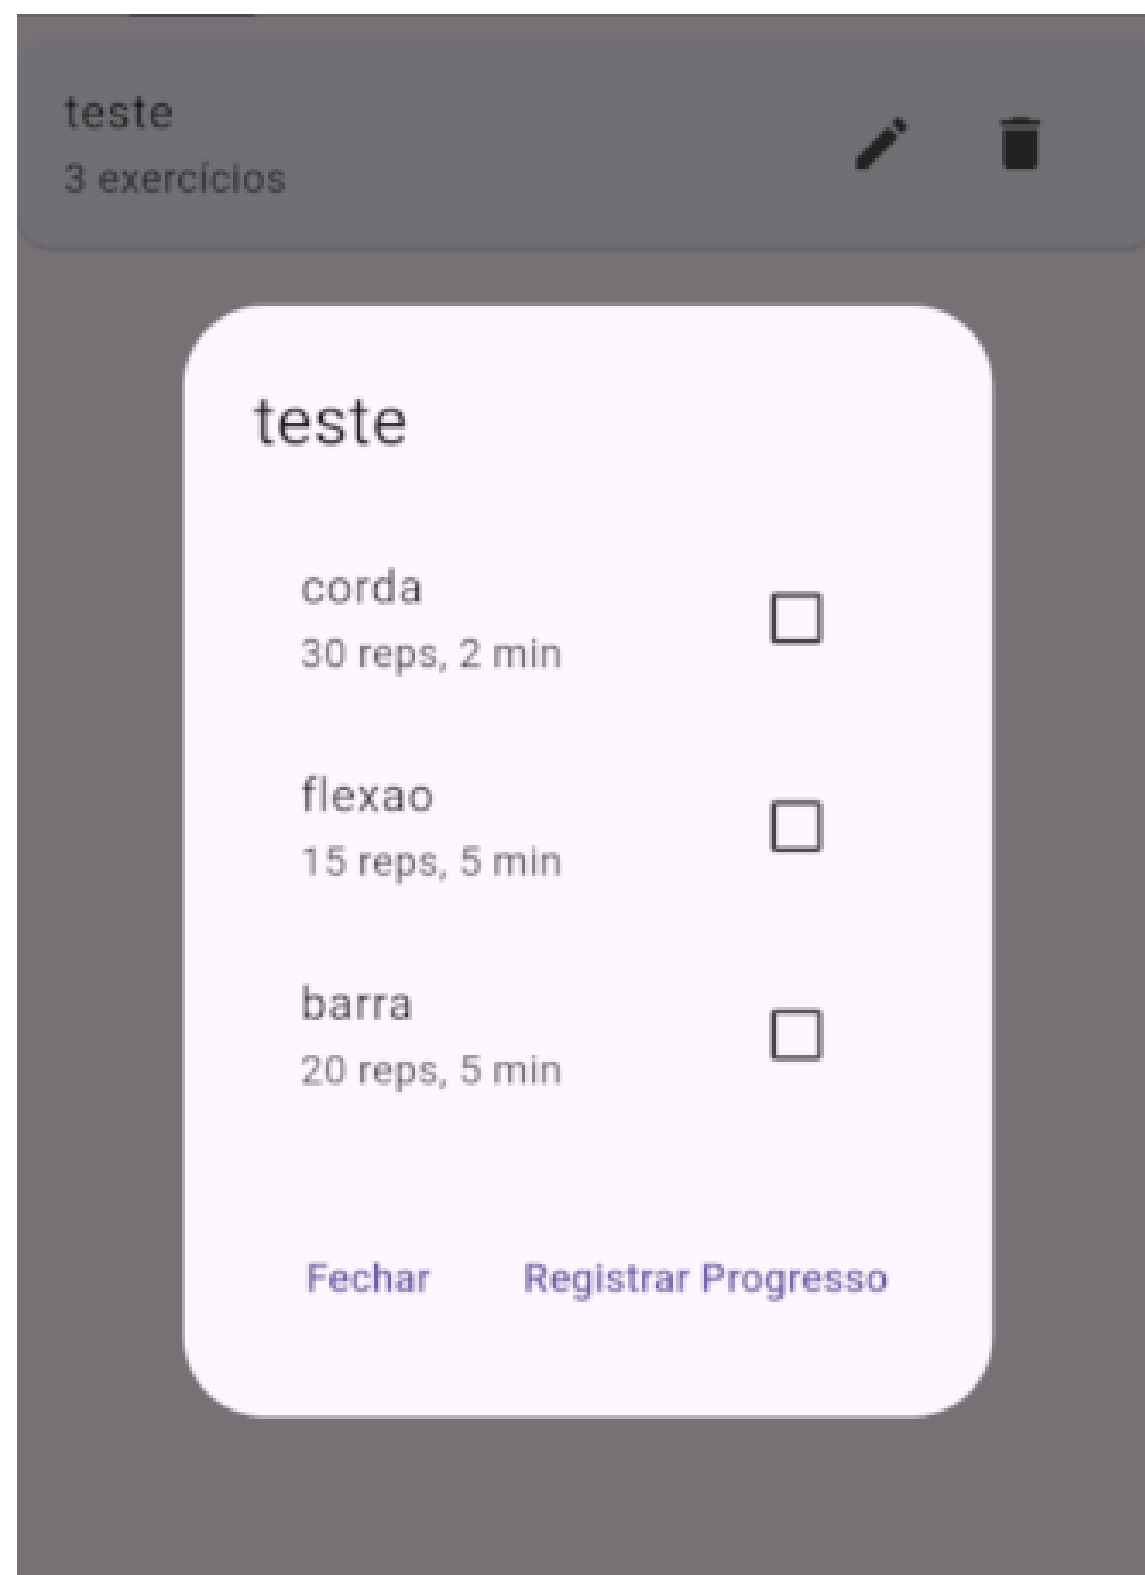 teste
3 exercícios
teste
corda
30 reps, 2 min
flexao
15 reps, 5 min
barra
20 reps, 5 min
Fechar Registrar Progresso